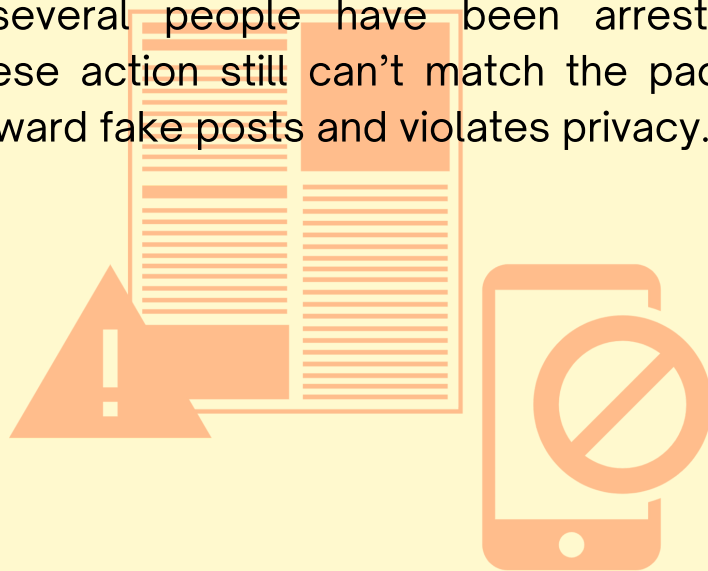 several people have been arrest
ese action still can’t match the pac
ward fake posts and violates privacy.